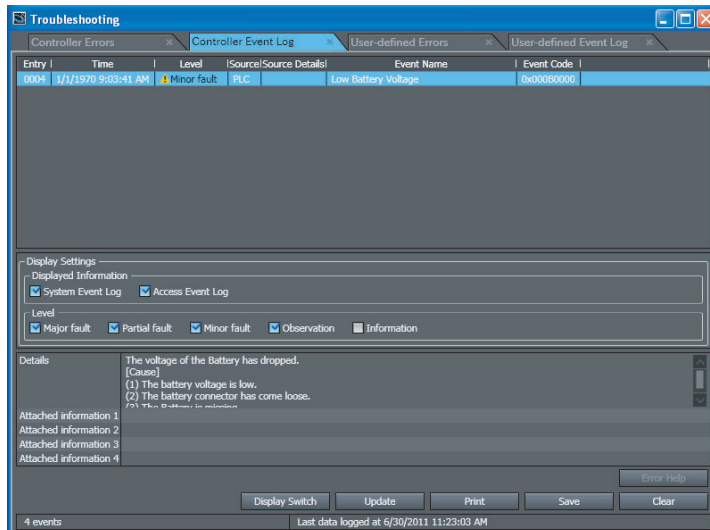 Troubleshooting
Controller Errors Controller Event Log User-defined Errors User-defined Event Log
Entry Time Level Source Source Details Event Name Event Code
0004 1/1/1970 9:03:41 AM Minor fault PLC Low Battery Voltage 0x000B0000
Display Settings
Displayed Information
System Event Log Access Event Log
Level
Major fault Partial fault Minor fault Observation Information
Details The voltage of the Battery has dropped.
[Cause]
(1) The battery voltage is low.
(2) The battery connector has come loose.
(3) The Battery is missing.
Attached information 1
Attached information 2
Attached information 3
Attached information 4
Error Help
Display Switch Update Print Save Clear
4 events Last data logged at 6/30/2011 11:23:03 AM